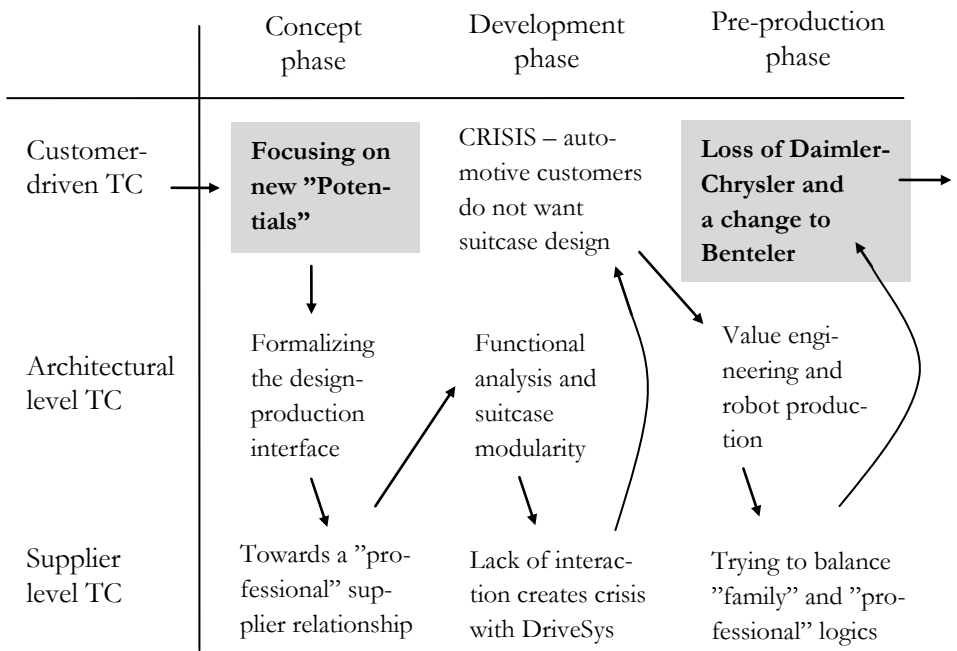 Concept
phase
Development
phase
Pre-production
phase
Customer-
driven TC
Focusing on
new ”Poten-
tials”
CRISIS – auto-
motive customers
do not want
suitcase design
Loss of Daimler-
Chrysler and
a change to
Benteler
Architectural
level TC
Formalizing
the design-
production
interface
Functional
analysis and
suitcase
modularity
Value engi-
neering and
robot produc-
tion
Supplier
level TC
Towards a ”pro-
fessional” sup-
plier relationship
Lack of interac-
tion creates crisis
with DriveSys
Trying to balance
”family” and ”pro-
fessional” logics